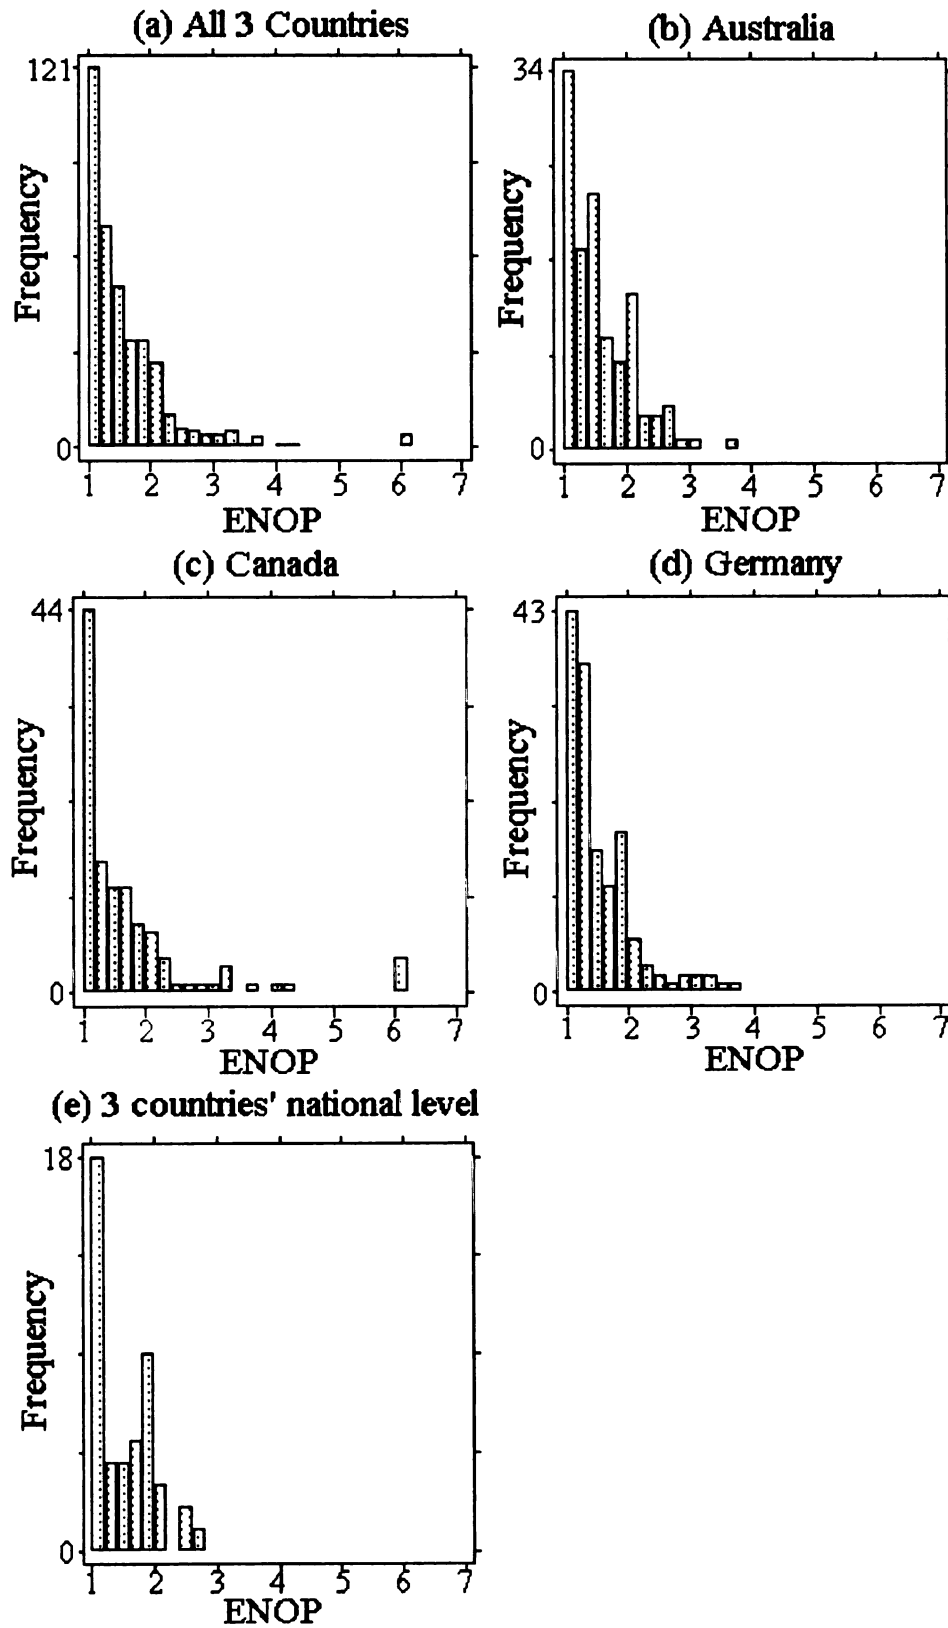 (a) All 3 Countries
121
Frequency
0
1 2 3 4 5 6 7
ENOP
(b) Australia
34
Frequency
0
1 2 3 4 5 6 7
ENOP
(c) Canada
44
Frequency
0
1 2 3 4 5 6 7
ENOP
(d) Germany
43
Frequency
0
1 2 3 4 5 6 7
ENOP
(e) 3 countries' national level
18
Frequency
0
1 2 3 4 5 6 7
ENOP